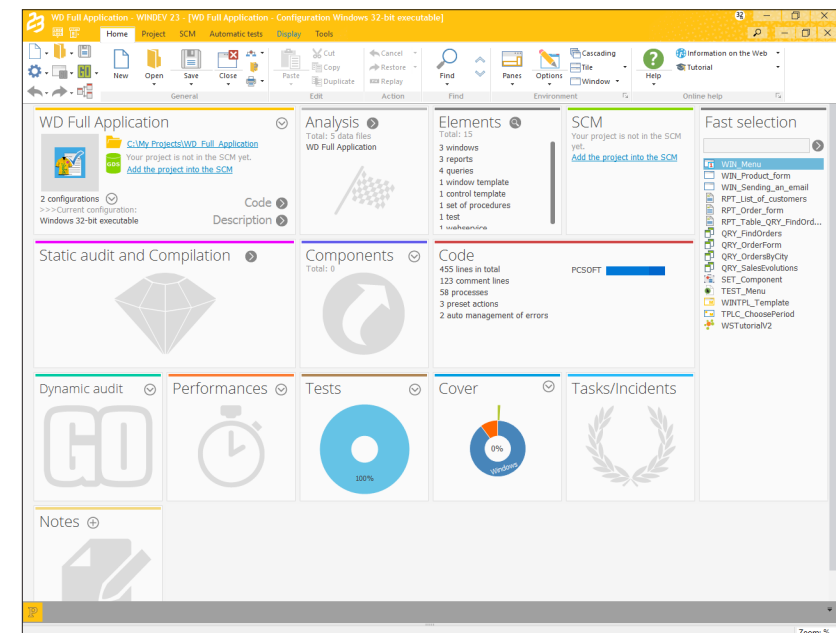 23 WD Full Application - WINDEV 23 - [WD Full Application - Configuration Windows 32-bit executable]
Home Project SCM Automatic tests Display Tools
New Open Save Close
General
Paste Cut Copy Duplicate
Edit
Cancel Restore Replay
Action
Find
Find
Panes Options Cascading Tile Window
Environment
Help Information on the Web Tutorial
Online help
WD Full Application
C:\My Projects\WD_Full_Application
Your project is not in the SCM yet.
Add the project into the SCM
2 configurations
>>>Current configuration:
Windows 32-bit executable
Code
Description
Analysis
Total: 5 data files
WD Full Application
Elements
Total: 15
3 windows
3 reports
4 queries
1 window template
1 control template
1 set of procedures
1 test
1 webservice
SCM
Your project is not in the SCM
yet.
Add the project into the SCM
Fast selection
WIN_Menu
WIN_Product_form
WIN_Sending_an_email
RPT_List_of_customers
RPT_Order_form
RPT_Table_QRY_FindOrd...
QRY_FindOrders
QRY_OrderForm
QRY_OrdersByCity
QRY_SalesEvolutions
SET_Component
TEST_Menu
WINTPL_Template
TPLC_ChoosePeriod
WSTutorialV2
Static audit and Compilation
Components
Total: 0
Code
455 lines in total
123 comment lines
58 processes
3 preset actions
2 auto management of errors
PCSOFT
Dynamic audit
GO
Performances
Tests
100%
Cover
0%
Windows
Tasks/Incidents
Notes
Zoom: %